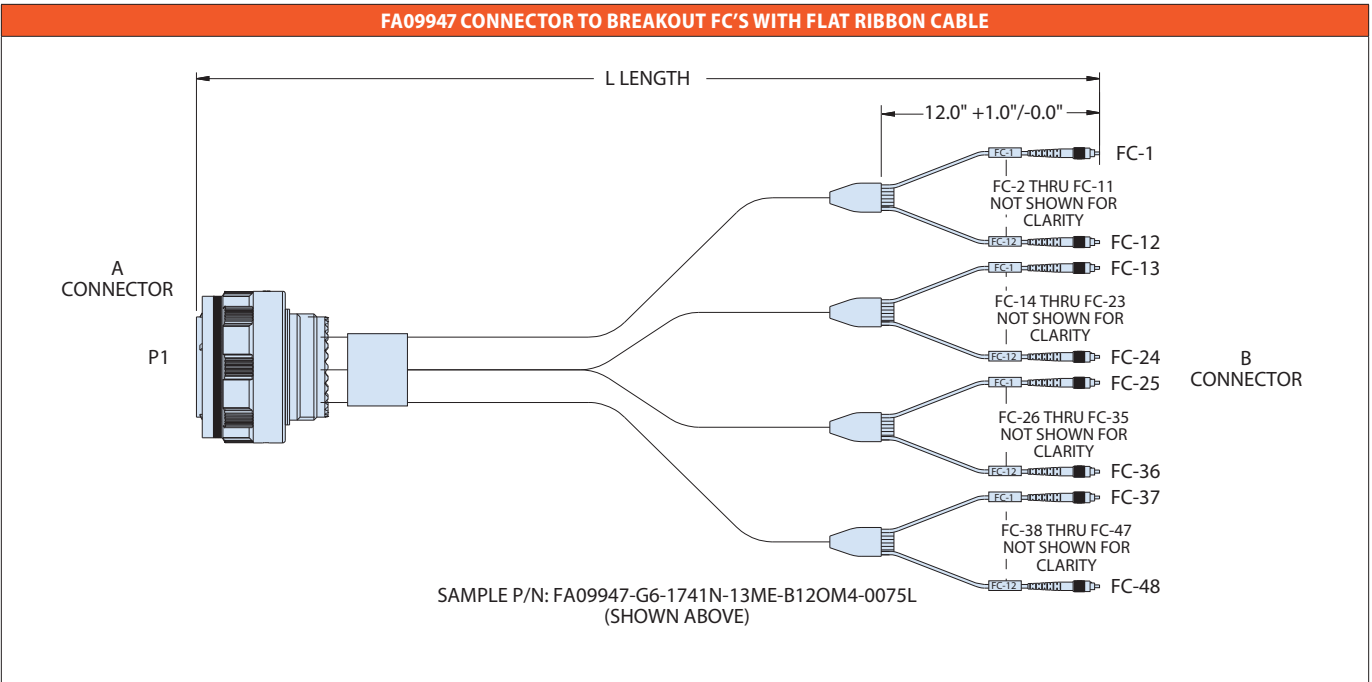 FA09947 CONNECTOR TO BREAKOUT FC'S WITH FLAT RIBBON CABLE
L LENGTH
12.0" +1.0"/-0.0"
FC-1
FC-1
FC-2 THRU FC-11
NOT SHOWN FOR
CLARITY
FC-12
FC-12
A
CONNECTOR
P1
FC-1
FC-13
FC-14 THRU FC-23
NOT SHOWN FOR
CLARITY
FC-12
FC-24
B
CONNECTOR
FC-1
FC-25
FC-26 THRU FC-35
NOT SHOWN FOR
CLARITY
FC-12
FC-36
FC-1
FC-37
FC-38 THRU FC-47
NOT SHOWN FOR
CLARITY
FC-12
FC-48
SAMPLE P/N: FA09947-G6-1741N-13ME-B12OM4-0075L
(SHOWN ABOVE)